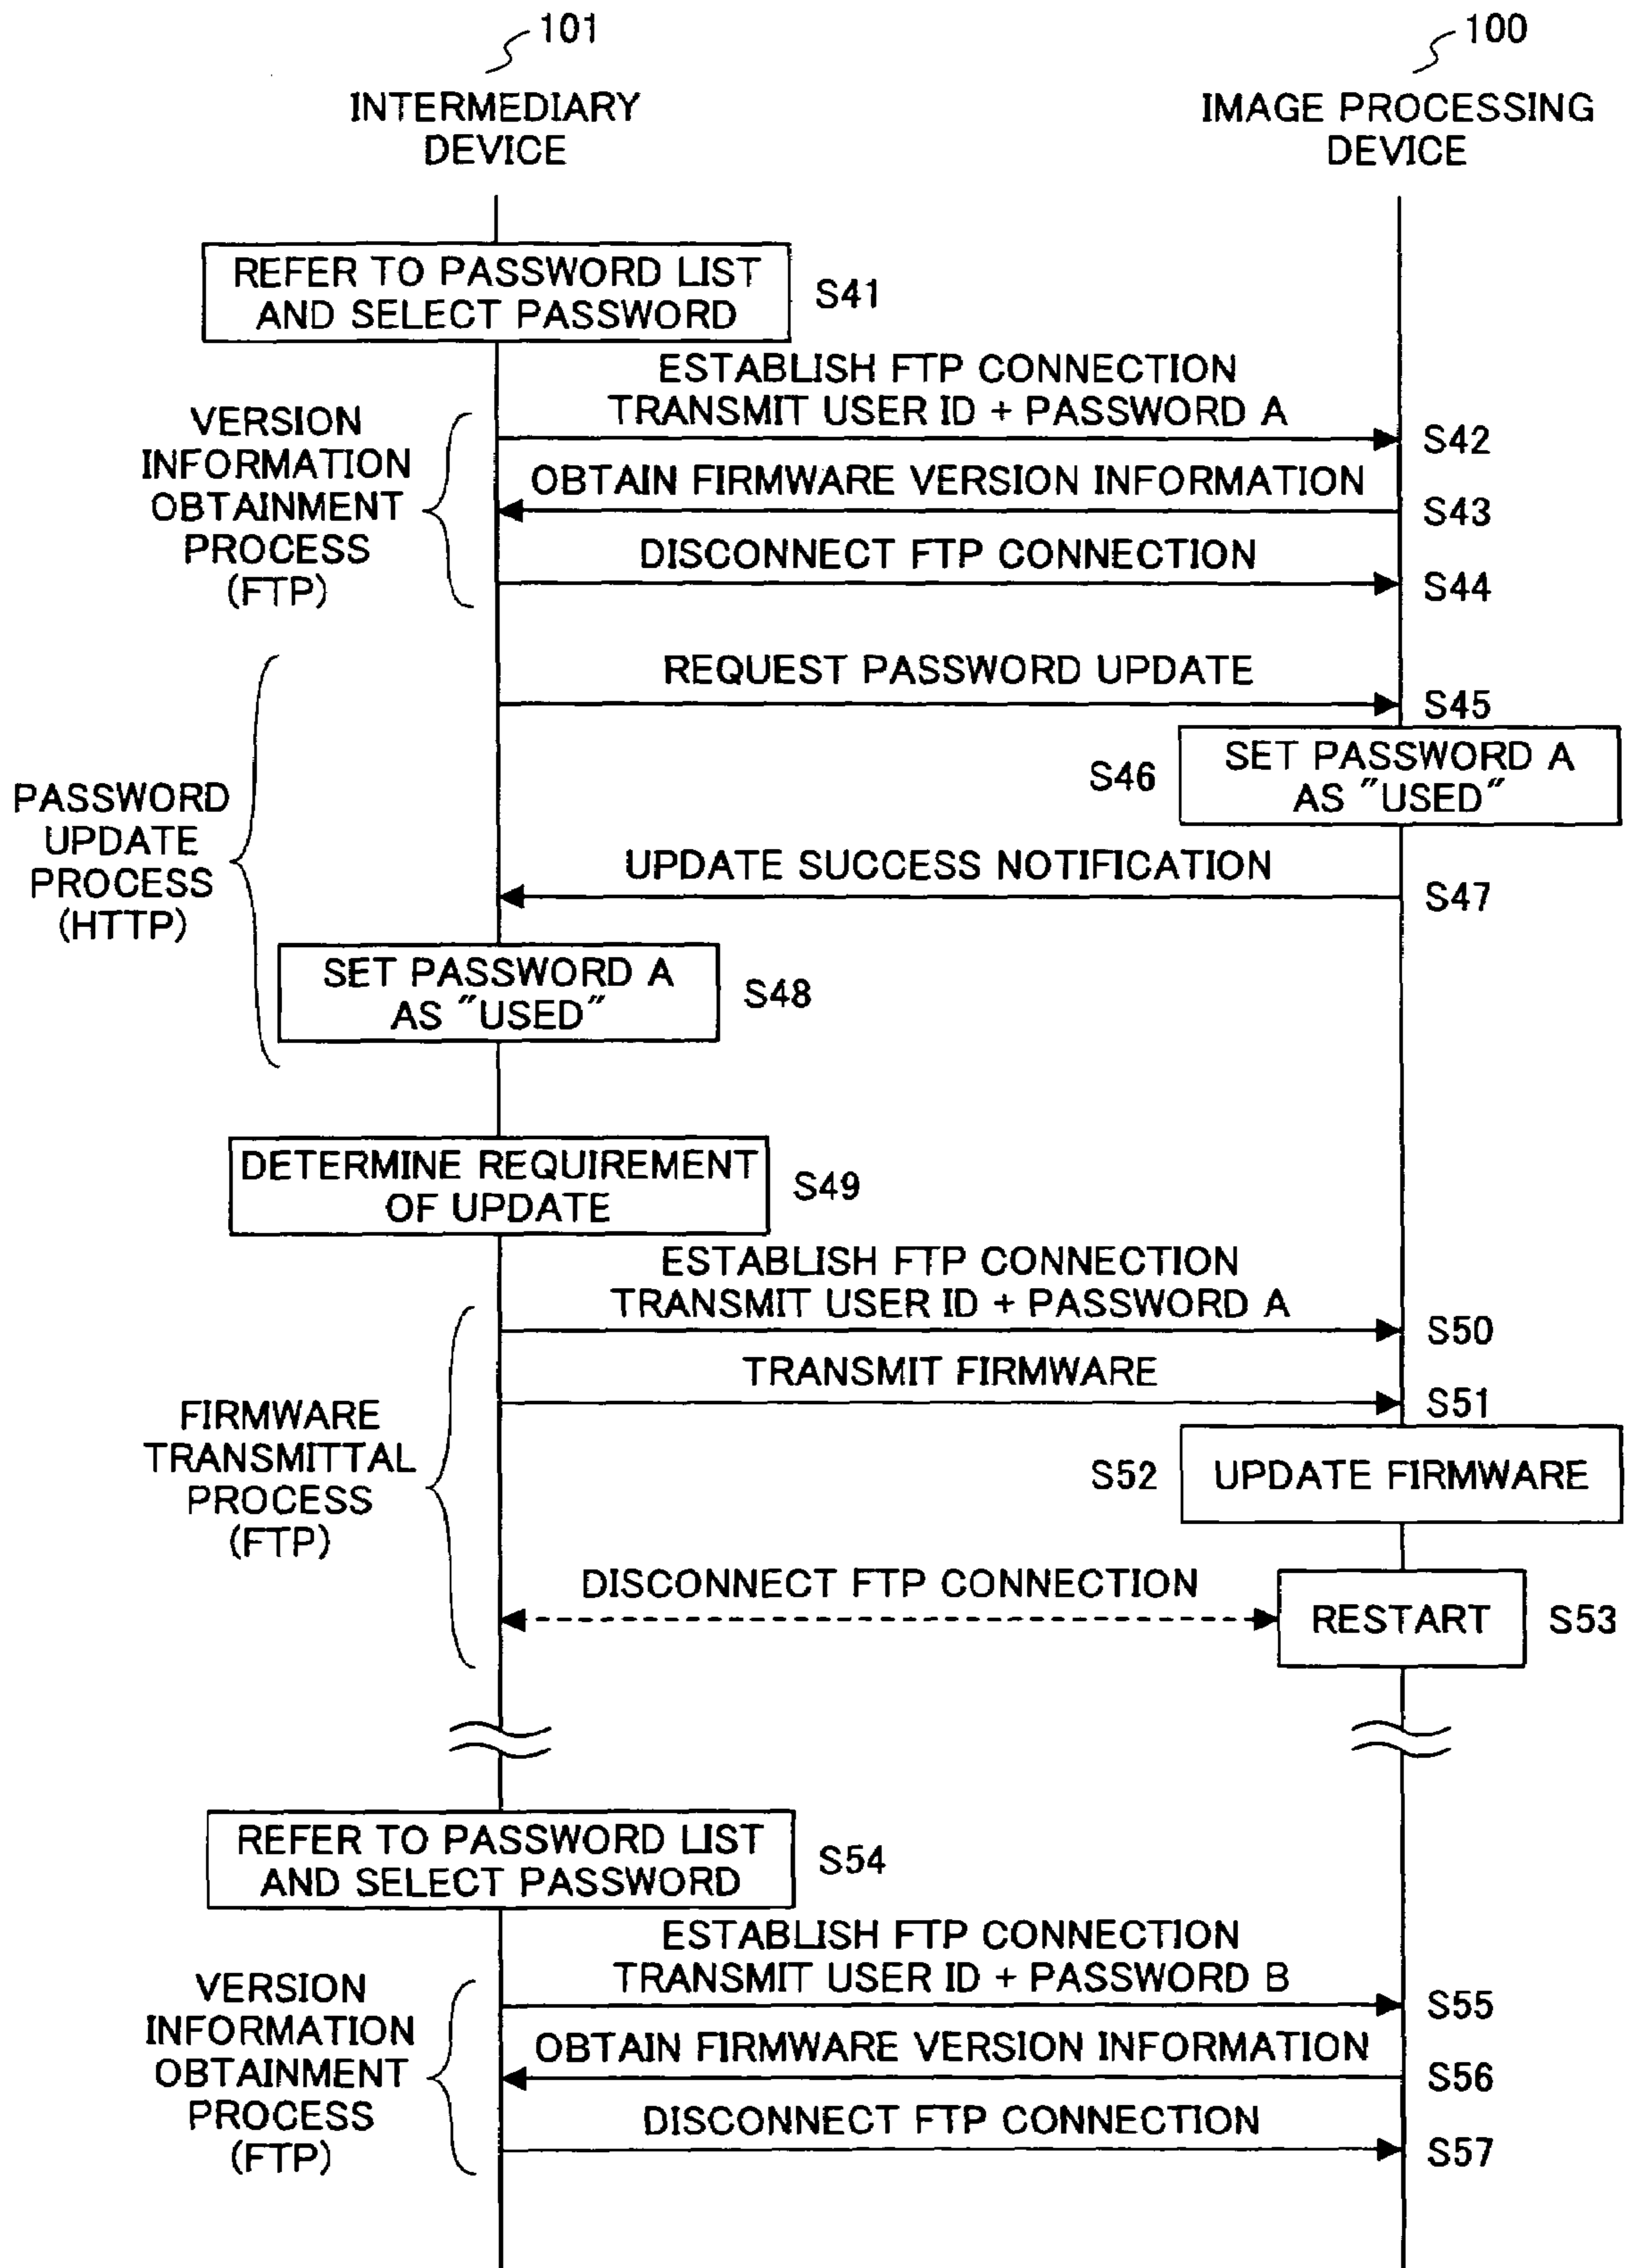 101
100
INTERMEDIARY
DEVICE
IMAGE PROCESSING
DEVICE
REFER TO PASSWORD LIST
AND SELECT PASSWORD
S41
ESTABLISH FTP CONNECTION
TRANSMIT USER ID + PASSWORD A
S42
VERSION
INFORMATION
OBTAINMENT
PROCESS
(FTP)
OBTAIN FIRMWARE VERSION INFORMATION
S43
DISCONNECT FTP CONNECTION
S44
REQUEST PASSWORD UPDATE
S45
S46
SET PASSWORD A
AS "USED"
PASSWORD
UPDATE
PROCESS
(HTTP)
UPDATE SUCCESS NOTIFICATION
S47
SET PASSWORD A
AS "USED"
S48
DETERMINE REQUIREMENT
OF UPDATE
S49
ESTABLISH FTP CONNECTION
TRANSMIT USER ID + PASSWORD A
S50
TRANSMIT FIRMWARE
S51
FIRMWARE
TRANSMITTAL
PROCESS
(FTP)
S52
UPDATE FIRMWARE
DISCONNECT FTP CONNECTION
RESTART
S53
REFER TO PASSWORD LIST
AND SELECT PASSWORD
S54
ESTABLISH FTP CONNECTION
TRANSMIT USER ID + PASSWORD B
S55
VERSION
INFORMATION
OBTAINMENT
PROCESS
(FTP)
OBTAIN FIRMWARE VERSION INFORMATION
S56
DISCONNECT FTP CONNECTION
S57